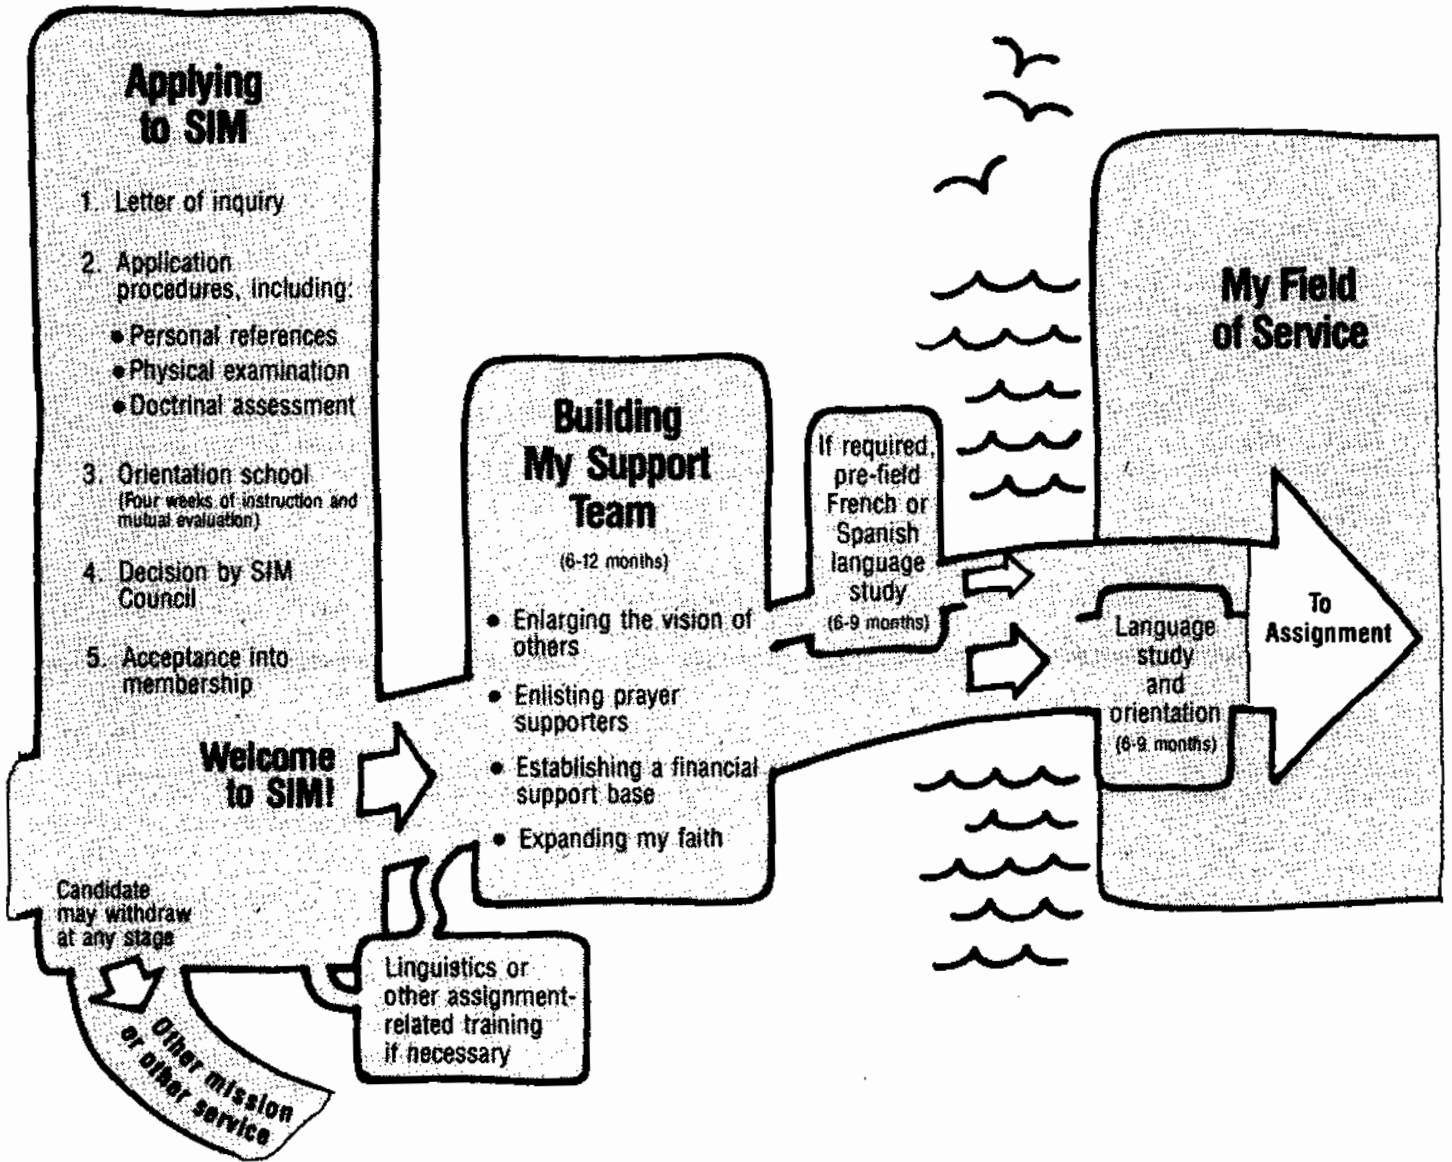 Applying
to SIM
1. Letter of inquiry
2. Application
procedures, including:
• Personal references
• Physical examination
• Doctrinal assessment
3. Orientation school
(Four weeks of instruction and
mutual evaluation)
4. Decision by SIM
Council
5. Acceptance into
membership
Welcome
to SIM!
Candidate
may withdraw
at any stage
Other mission
or other service
Linguistics or
other assignment-
related training
if necessary
Building
My Support
Team
(6-12 months)
• Enlarging the vision of
others
• Enlisting prayer
supporters
• Establishing a financial
support base
• Expanding my faith
If required,
pre-field
French or
Spanish
language
study
(6-9 months)
My Field
of Service
Language
study
and
orientation
(6-9 months)
To
Assignment